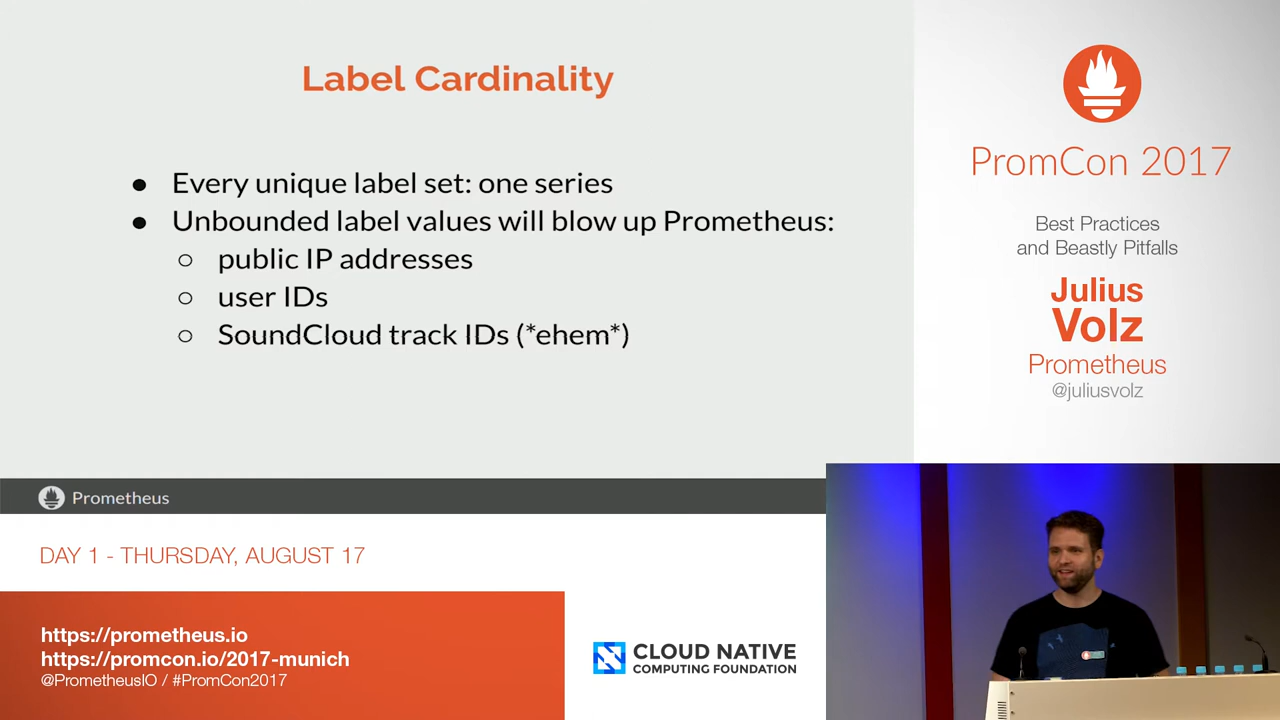 Label Cardinality
● Every unique label set: one series
● Unbounded label values will blow up Prometheus:
○ public IP addresses
○ user IDs
○ SoundCloud track IDs (*ehem*)
Prometheus
PromCon 2017
Best Practices
and Beastly Pitfalls
Julius
Volz
Prometheus
@juliusvolz
DAY 1 - THURSDAY, AUGUST 17
https://prometheus.io
https://promcon.io/2017-munich
@PrometheusIO / #PromCon2017
CLOUD NATIVE
COMPUTING FOUNDATION